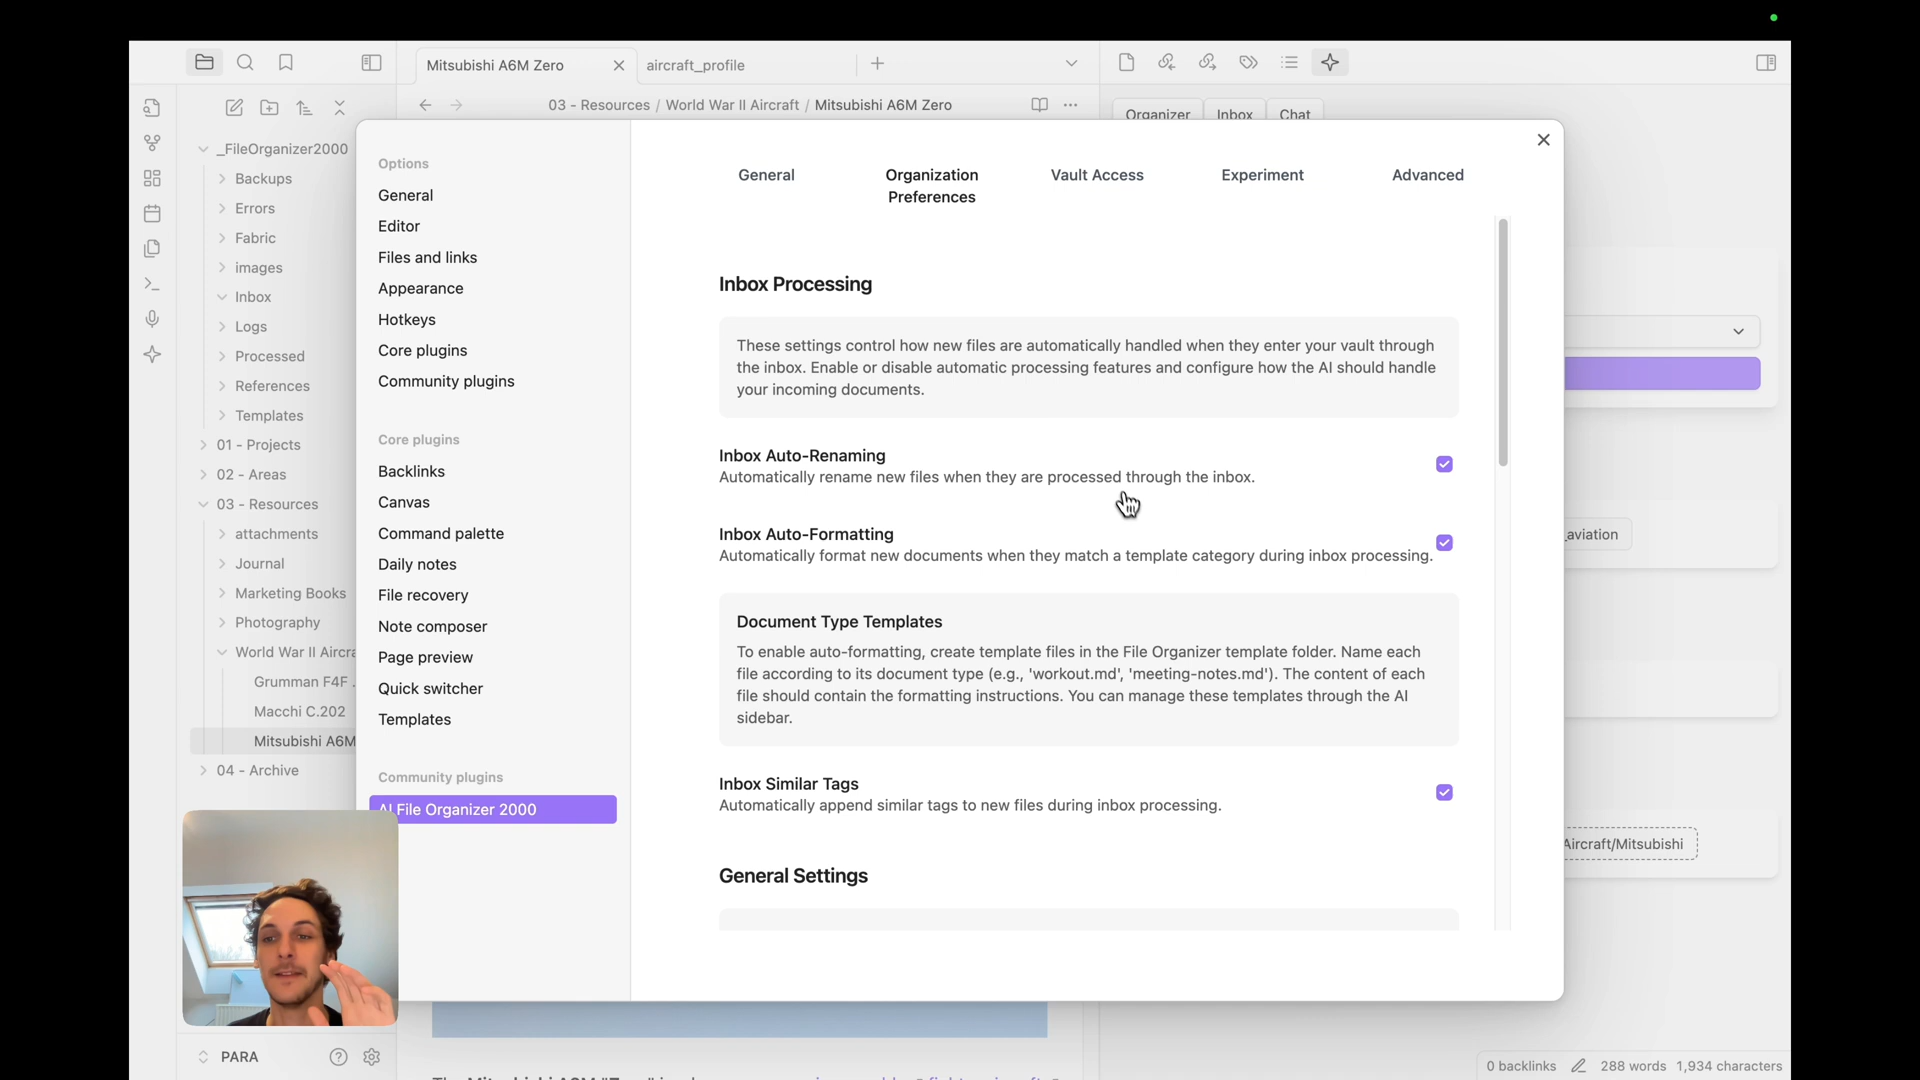 Mitsubishi A6M Zero
aircraft_profile
03 - Resources / World War II Aircraft / Mitsubishi A6M Zero
Organizer
Inbox
Chat
_FileOrganizer2000
Backups
Errors
Fabric
images
Inbox
Logs
Processed
References
Templates
01 - Projects
02 - Areas
03 - Resources
attachments
Journal
Marketing Books
Photography
World War II Aircra
Grumman F4F
Macchi C.202
Mitsubishi A6M
04 - Archive
PARA
Options
General
Editor
Files and links
Appearance
Hotkeys
Core plugins
Community plugins
Core plugins
Backlinks
Canvas
Command palette
Daily notes
File recovery
Note composer
Page preview
Quick switcher
Templates
Community plugins
AI File Organizer 2000
General
Organization
Preferences
Vault Access
Experiment
Advanced
Inbox Processing
These settings control how new files are automatically handled when they enter your vault through
the inbox. Enable or disable automatic processing features and configure how the AI should handle
your incoming documents.
Inbox Auto-Renaming
Automatically rename new files when they are processed through the inbox.
Inbox Auto-Formatting
Automatically format new documents when they match a template category during inbox processing.
Document Type Templates
To enable auto-formatting, create template files in the File Organizer template folder. Name each
file according to its document type (e.g., 'workout.md', 'meeting-notes.md'). The content of each
file should contain the formatting instructions. You can manage these templates through the AI
sidebar.
Inbox Similar Tags
Automatically append similar tags to new files during inbox processing.
General Settings
_aviation
Aircraft/Mitsubishi
0 backlinks
288 words
1,934 characters